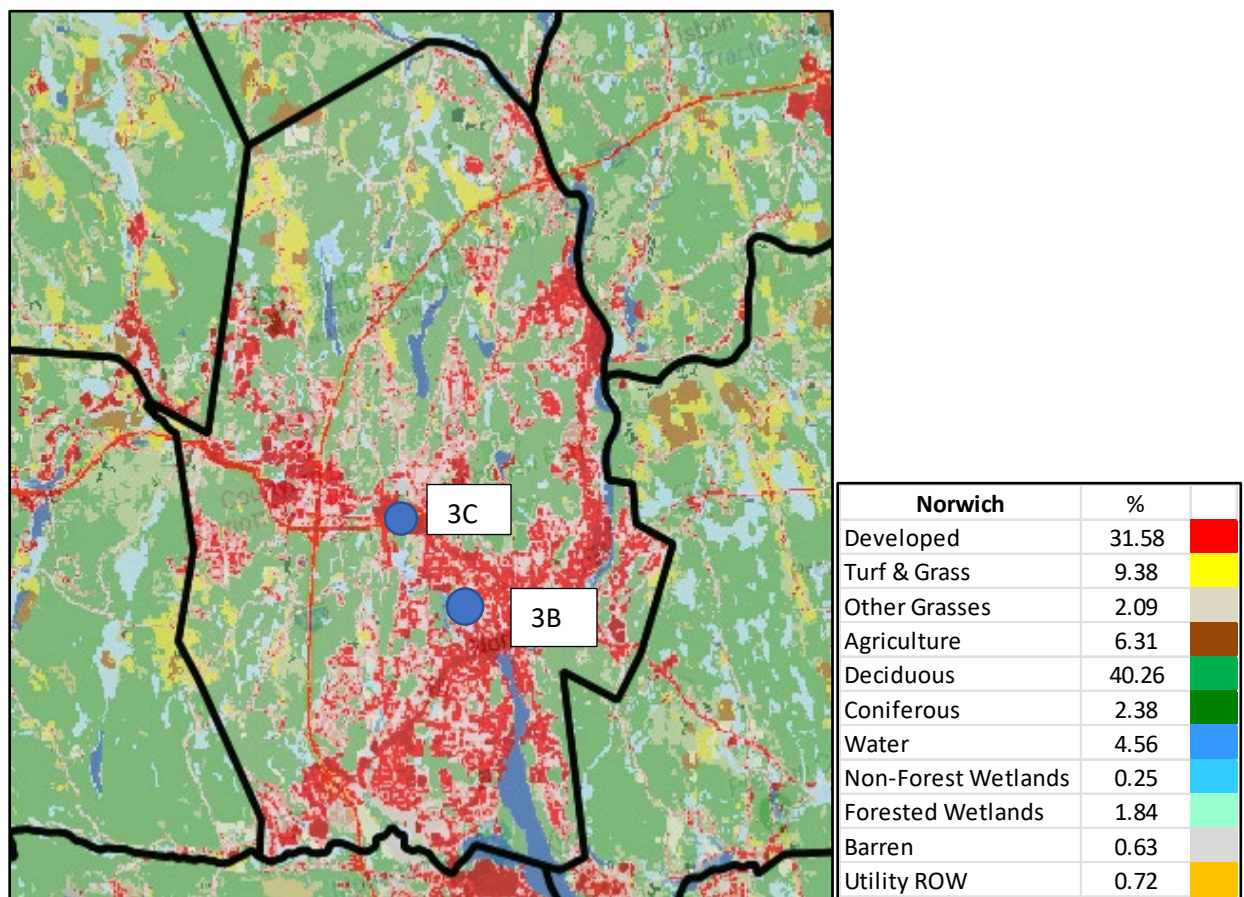 3C
3B
Norwich %
Developed 31.58
Turf & Grass 9.38
Other Grasses 2.09
Agriculture 6.31
Deciduous 40.26
Coniferous 2.38
Water 4.56
Non-Forest Wetlands 0.25
Forested Wetlands 1.84
Barren 0.63
Utility ROW 0.72